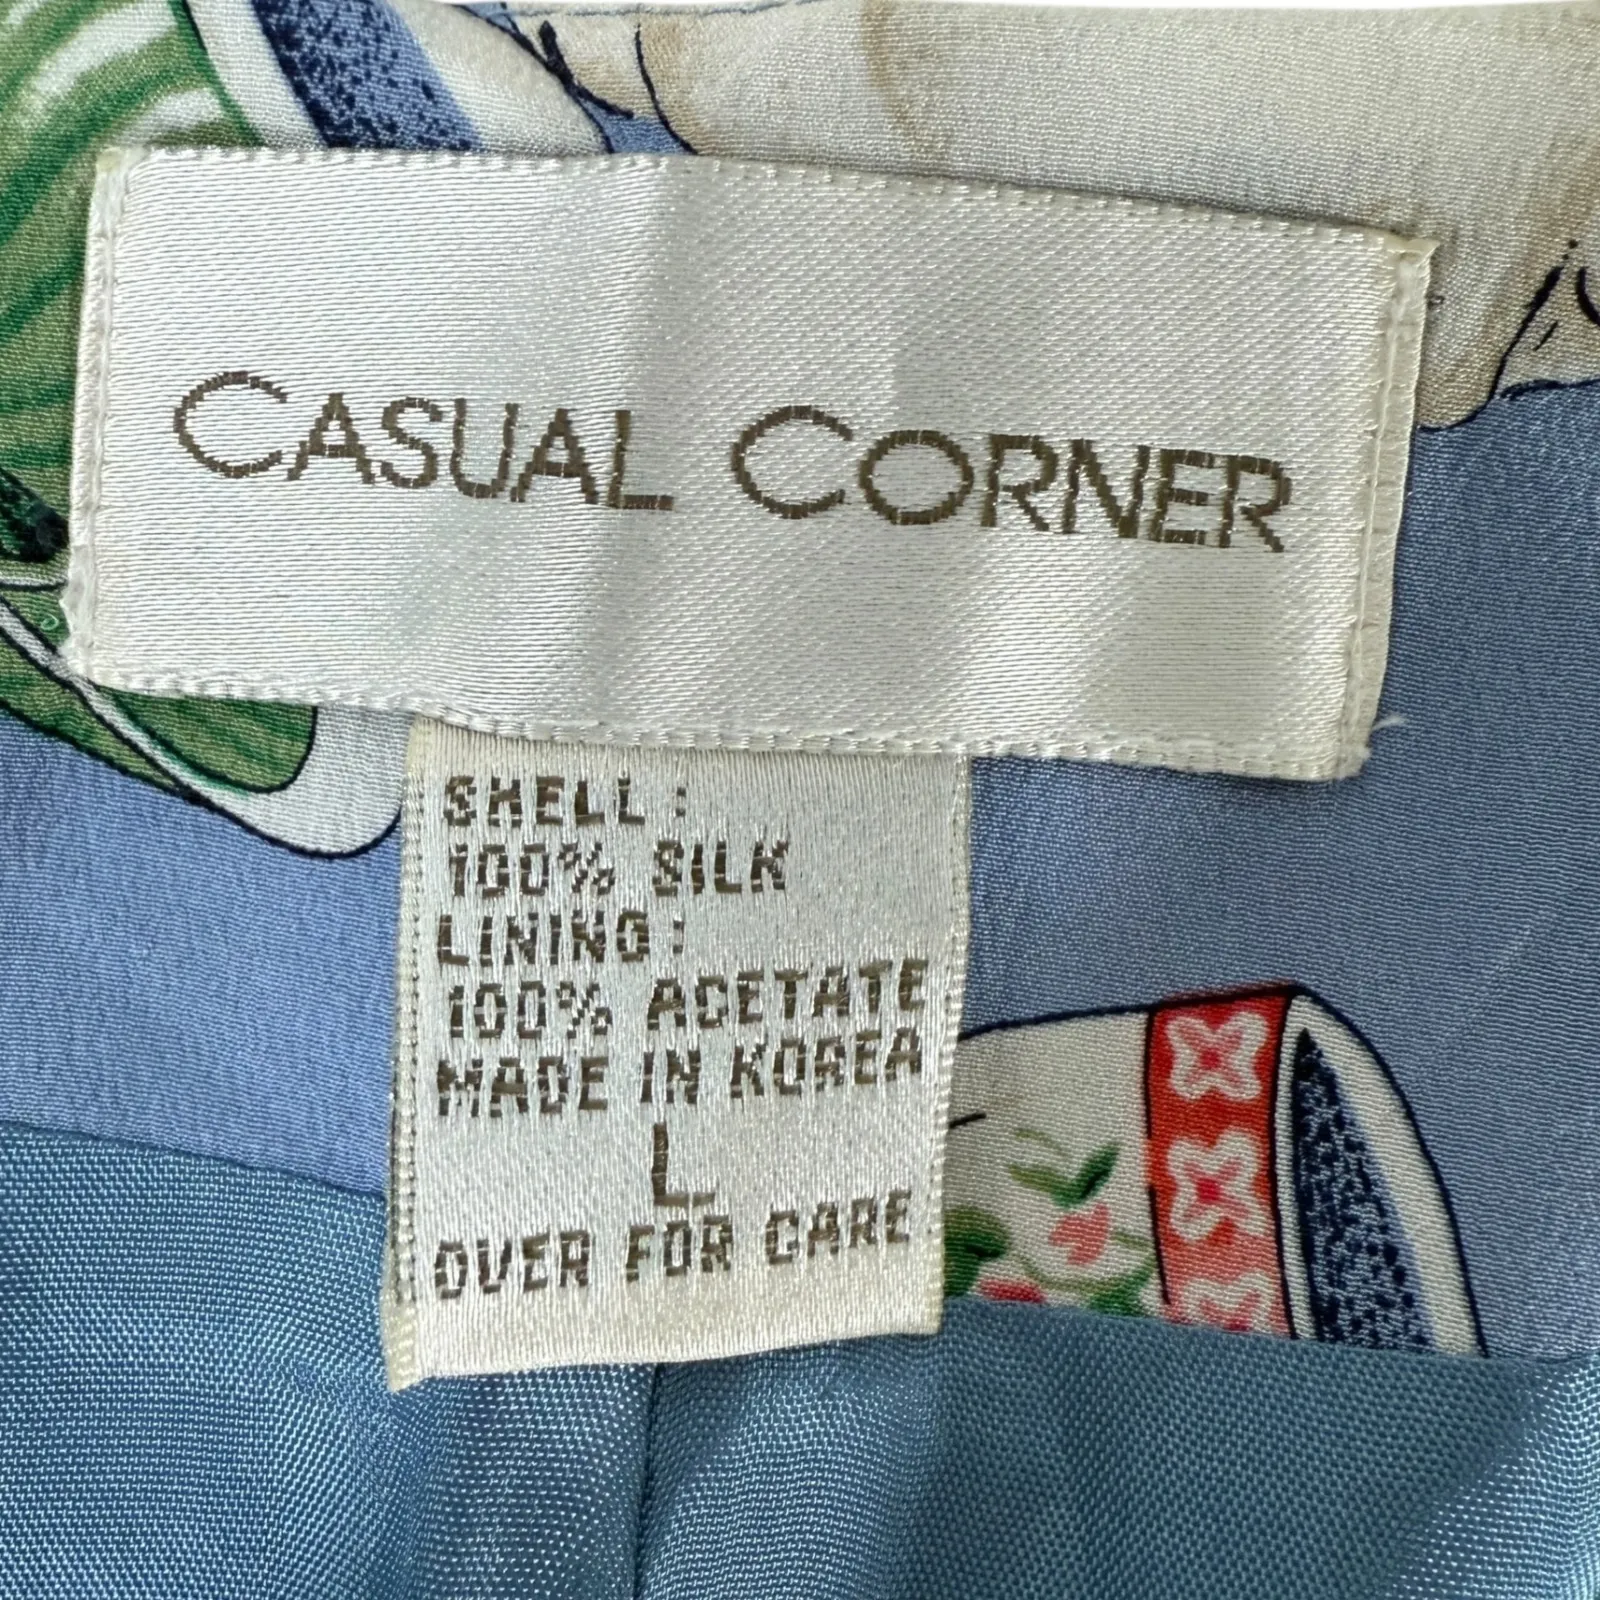 CASUAL CORNER
SHELL:
100% SILK
LINING:
100% ACETATE
MADE IN KOREA
L
OVER FOR CARE